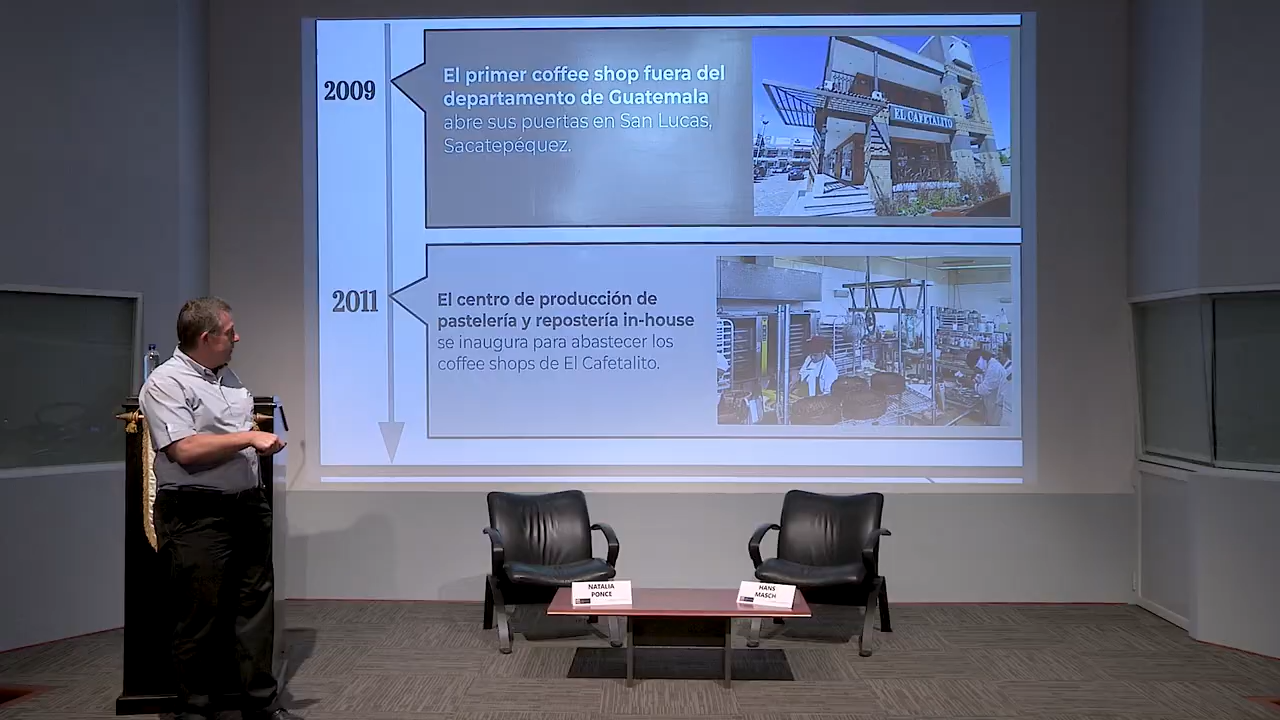 2009
El primer coffee shop fuera del
departamento de Guatemala
abre sus puertas en San Lucas,
Sacatepéquez.
EL CAFETALITO
2011
El centro de producción de
pastelería y repostería in-house
se inaugura para abastecer los
coffee shops de El Cafetalito.
NATALIA
PONCE
HANS
MASCH